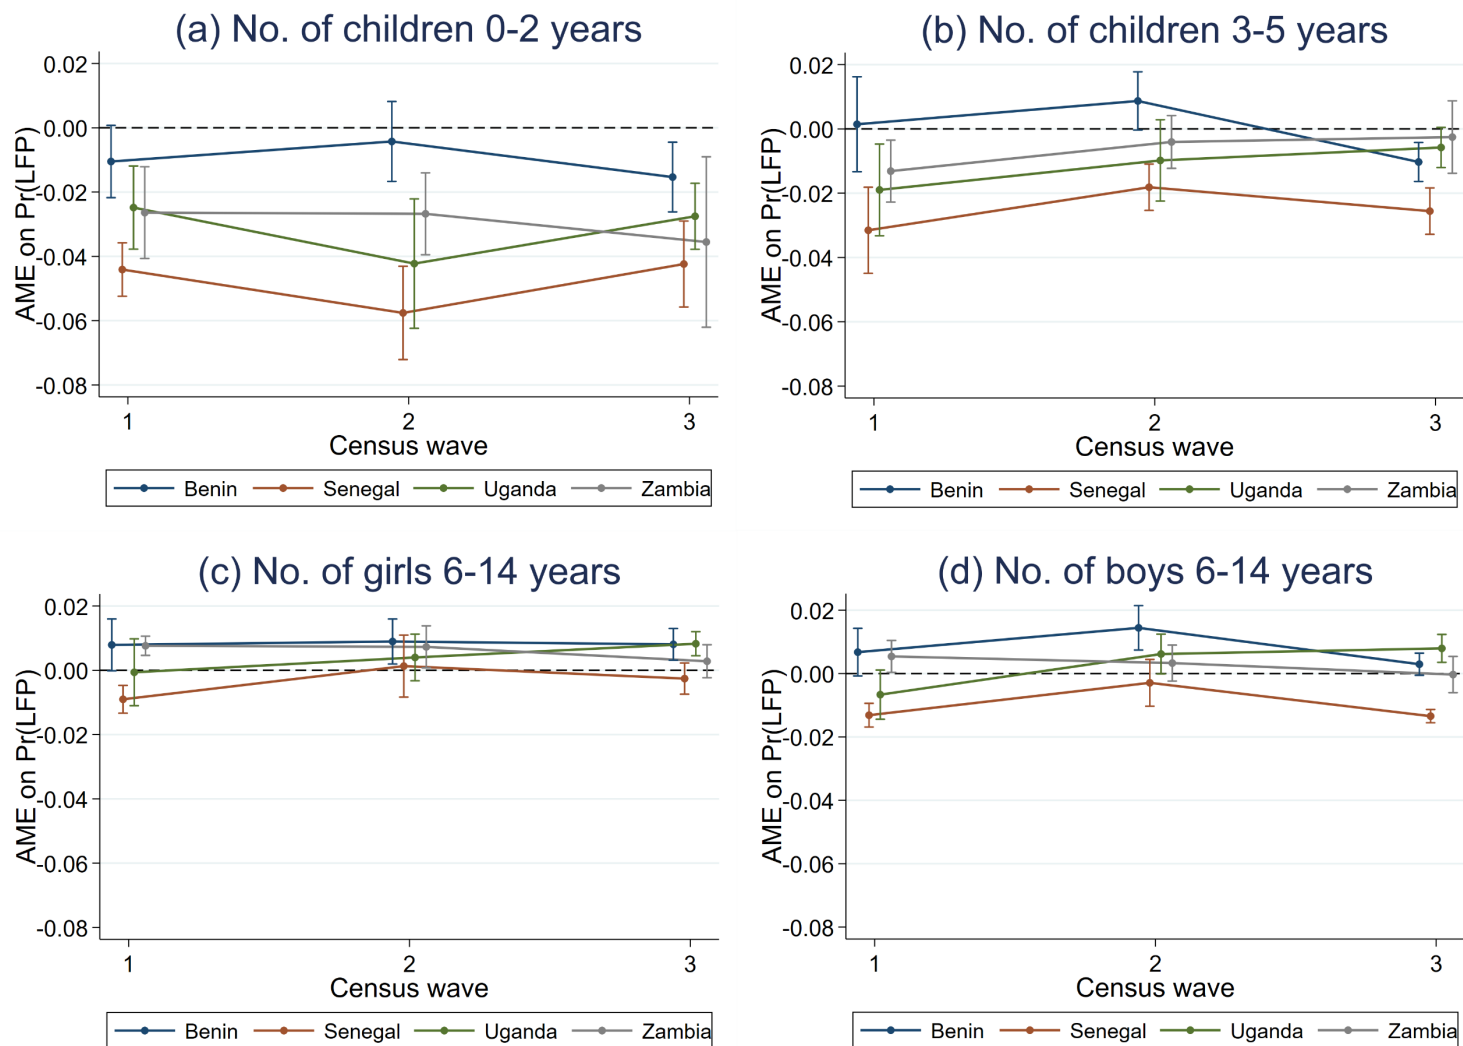 (a) No. of children 0-2 years
AME on Pr(LFP)
0.02
0.00
-0.02
-0.04
-0.06
-0.08
1 2 3
Census wave
Benin Senegal Uganda Zambia
(b) No. of children 3-5 years
AME on Pr(LFP)
0.02
0.00
-0.02
-0.04
-0.06
-0.08
1 2 3
Census wave
Benin Senegal Uganda Zambia
(c) No. of girls 6-14 years
AME on Pr(LFP)
0.02
0.00
-0.02
-0.04
-0.06
-0.08
1 2 3
Census wave
Benin Senegal Uganda Zambia
(d) No. of boys 6-14 years
AME on Pr(LFP)
0.02
0.00
-0.02
-0.04
-0.06
-0.08
1 2 3
Census wave
Benin Senegal Uganda Zambia